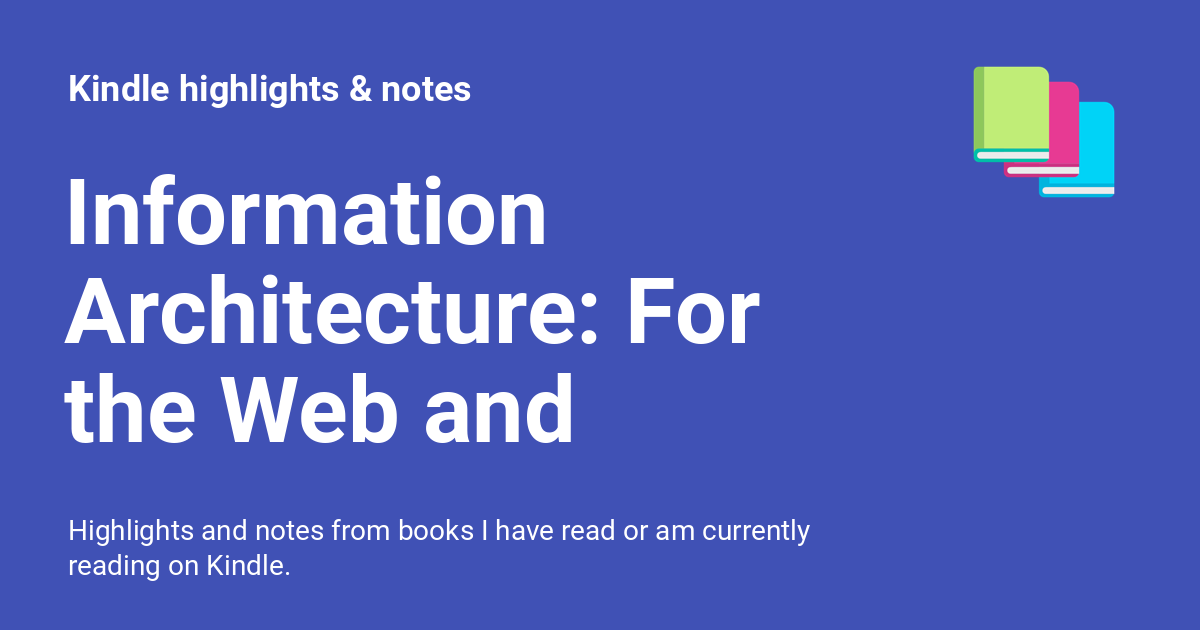 Kindle highlights & notes
Information
Architecture: For
the Web and
Highlights and notes from books I have read or am currently
reading on Kindle.